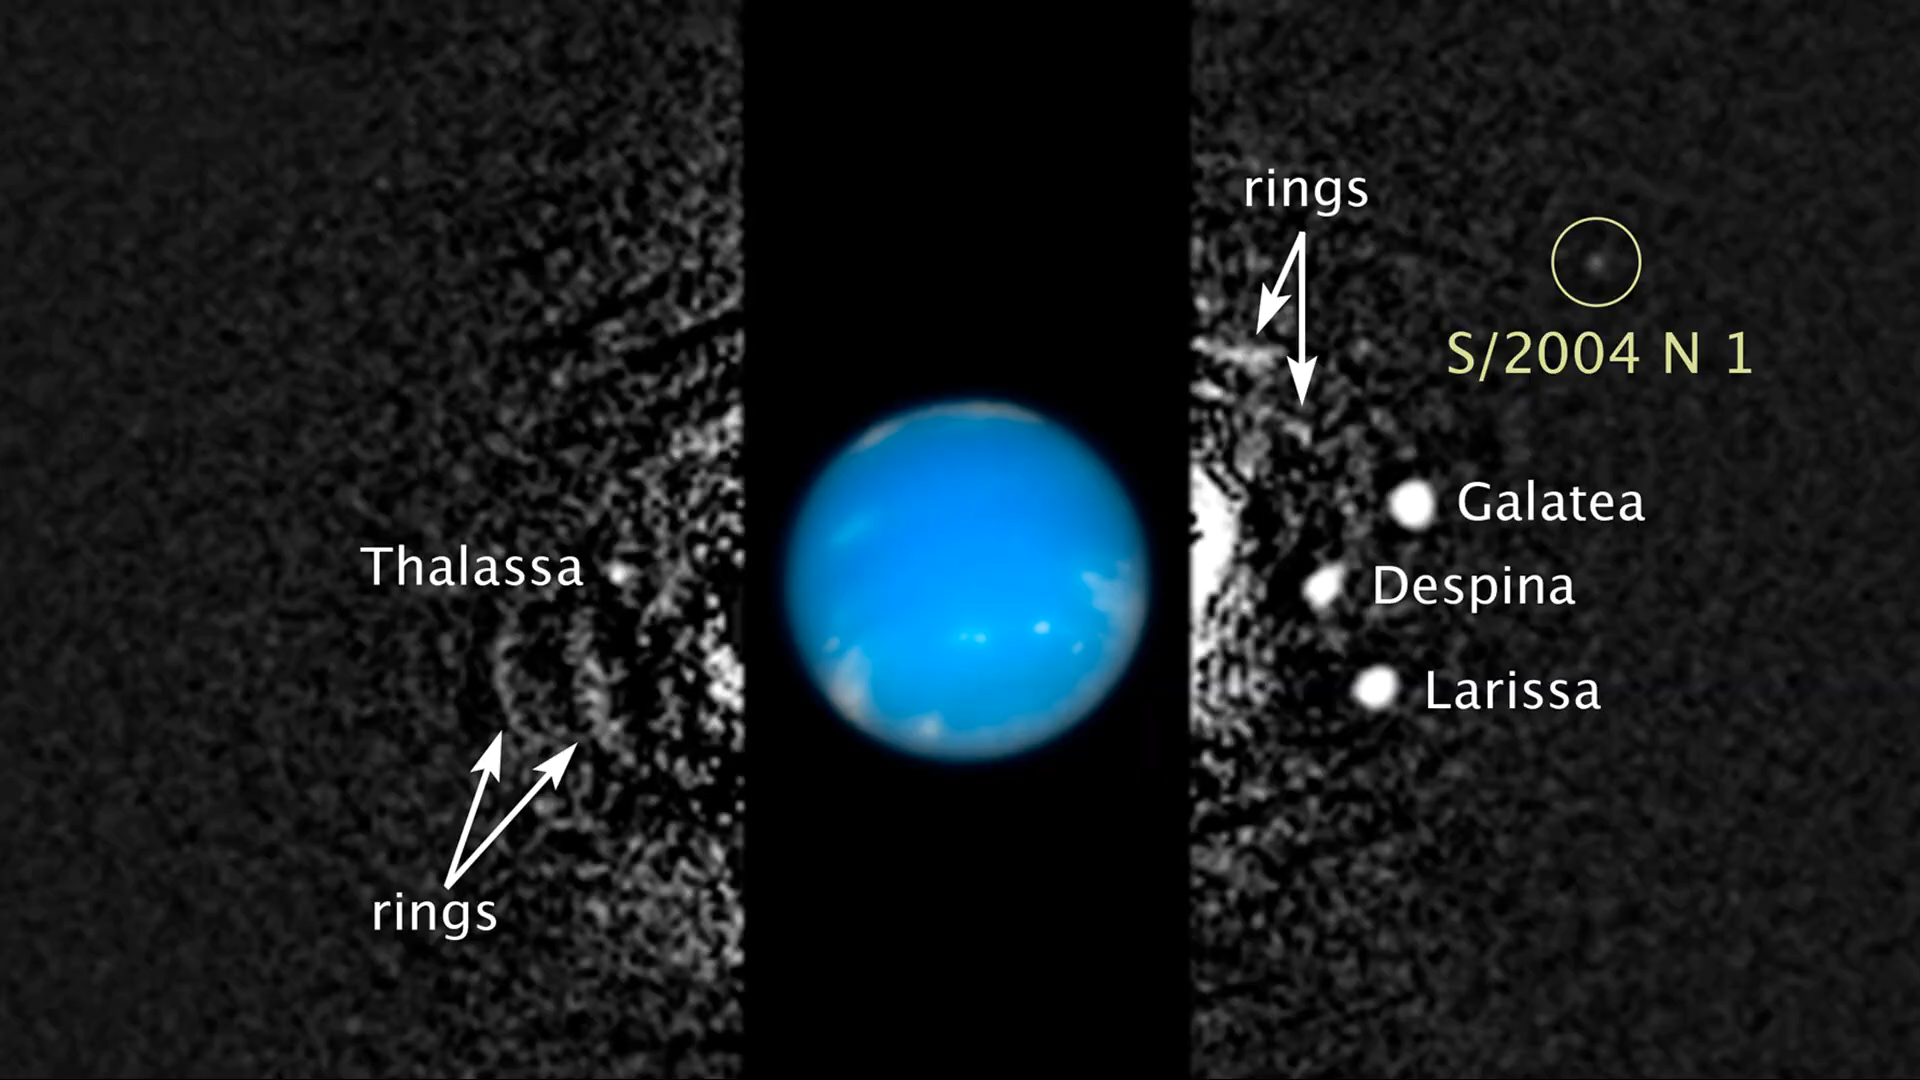 rings
S/2004 N 1
Galatea
Thalassa
Despina
Larissa
rings